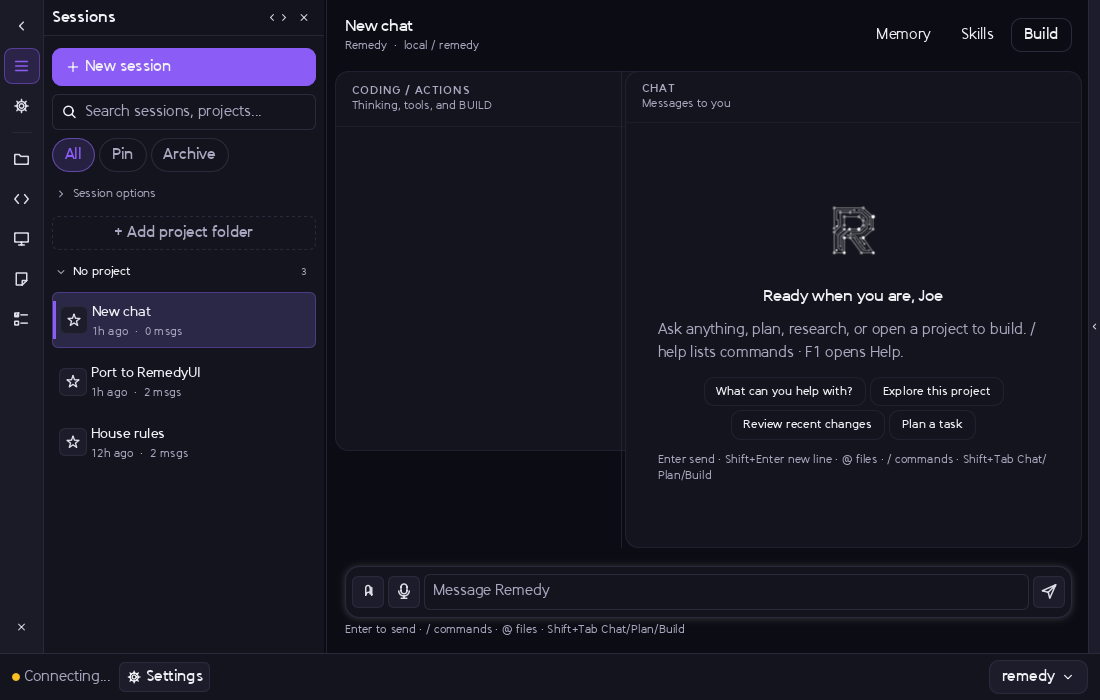 Sessions
New session
Search sessions, projects...
All
Pin
Archive
Session options
+ Add project folder
No project
3
New chat
1h ago · 0 msgs
Port to RemedyUI
1h ago · 2 msgs
House rules
12h ago · 2 msgs
New chat
Remedy · local / remedy
Memory
Skills
Build
CODING / ACTIONS
Thinking, tools, and BUILD
CHAT
Messages to you
Ready when you are, Joe
Ask anything, plan, research, or open a project to build. /
help lists commands · F1 opens Help.
What can you help with?
Explore this project
Review recent changes
Plan a task
Enter send · Shift+Enter new line · @ files · / commands · Shift+Tab Chat/
Plan/Build
Message Remedy
Enter to send · / commands · @ files · Shift+Tab Chat/Plan/Build
Connecting...
Settings
remedy